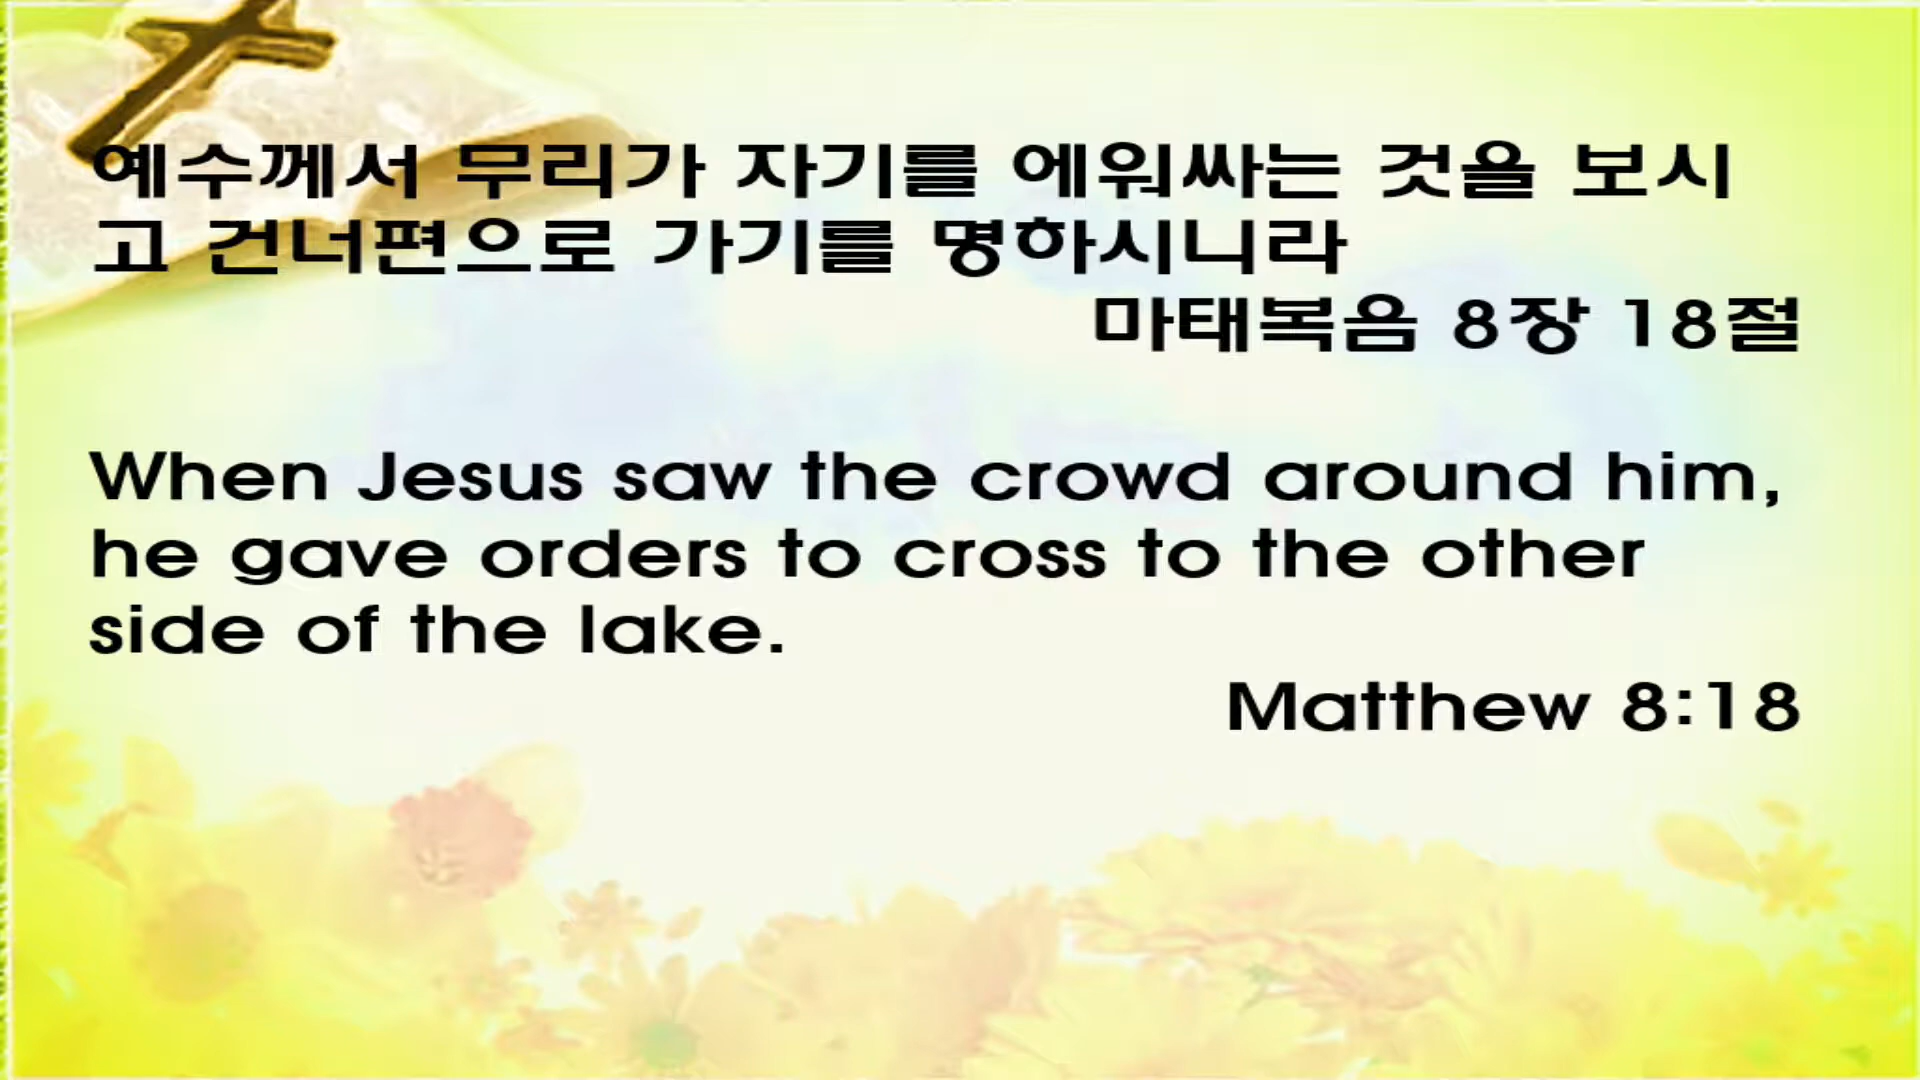 예수께서 무리가 자기를 에워싸는 것을 보시
고 건너편으로 가기를 명하시니라
마태복음 8장 18절
When Jesus saw the crowd around him,
he gave orders to cross to the other
side of the lake.
Matthew 8:18